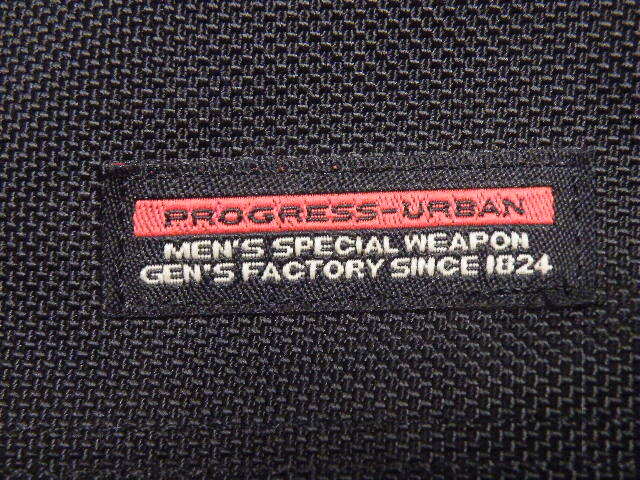 PROGRESS-URBAN
MEN'S SPECIAL WEAPON
GEN'S FACTORY SINCE 1824